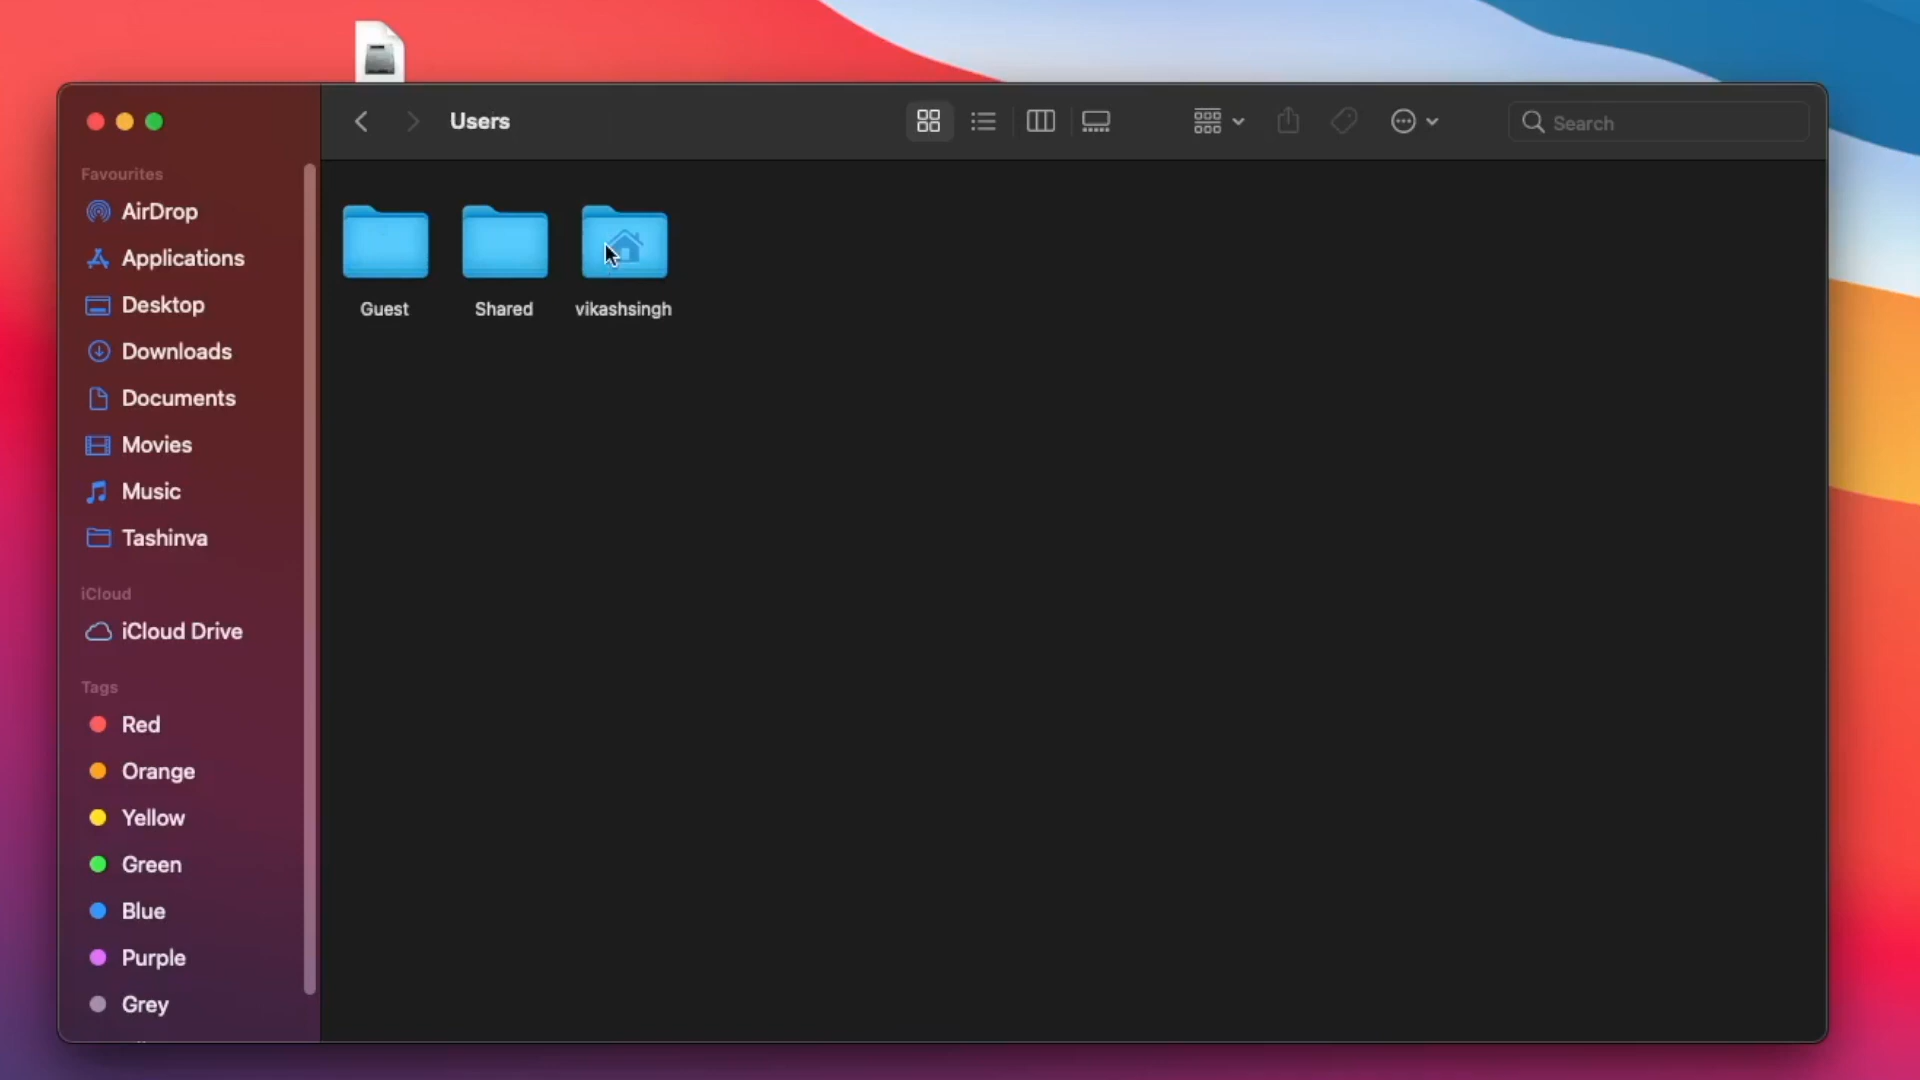 Users
Search
Favourites
AirDrop
Applications
Desktop
Downloads
Documents
Movies
Music
Tashinva
iCloud
iCloud Drive
Tags
Red
Orange
Yellow
Green
Blue
Purple
Grey
Guest
Shared
vikashsingh